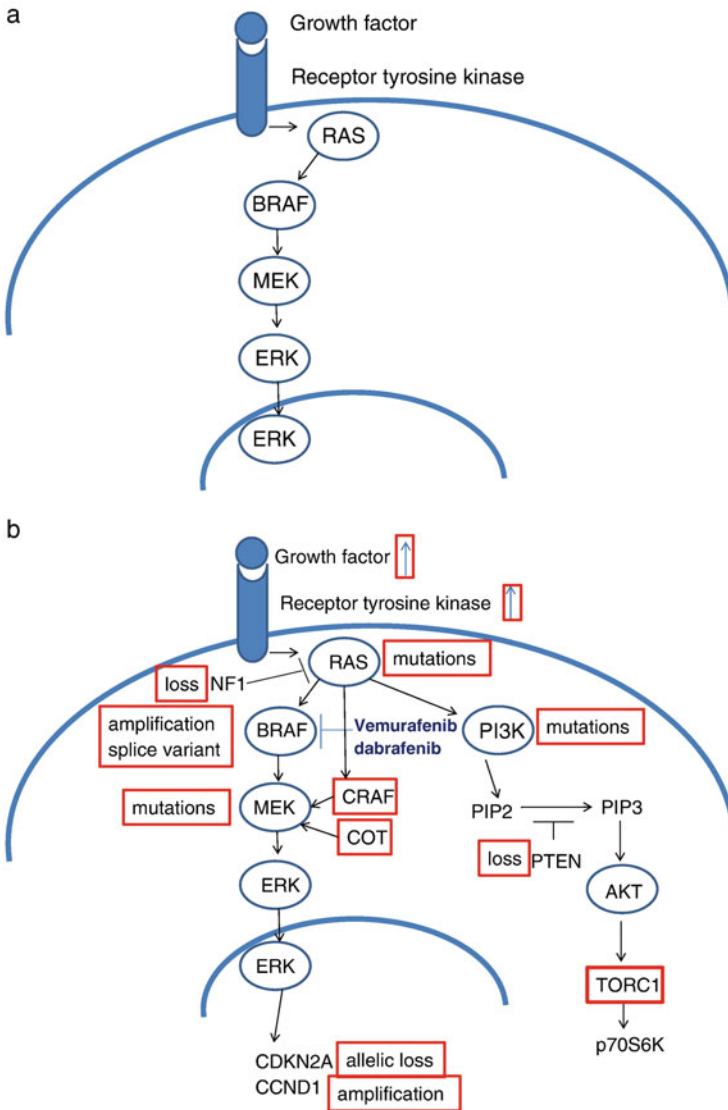 a
Growth factor
Receptor tyrosine kinase
RAS
BRAF
MEK
ERK
ERK
b
Growth factor
Receptor tyrosine kinase
RAS
mutations
loss NF1
amplification
splice variant
BRAF
Vemurafenib
dabrafenib
PI3K
mutations
mutations
MEK
CRAF
COT
PIP2
PIP3
loss PTEN
ERK
AKT
ERK
TORC1
p70S6K
CDKN2A allelic loss
CCND1 amplification